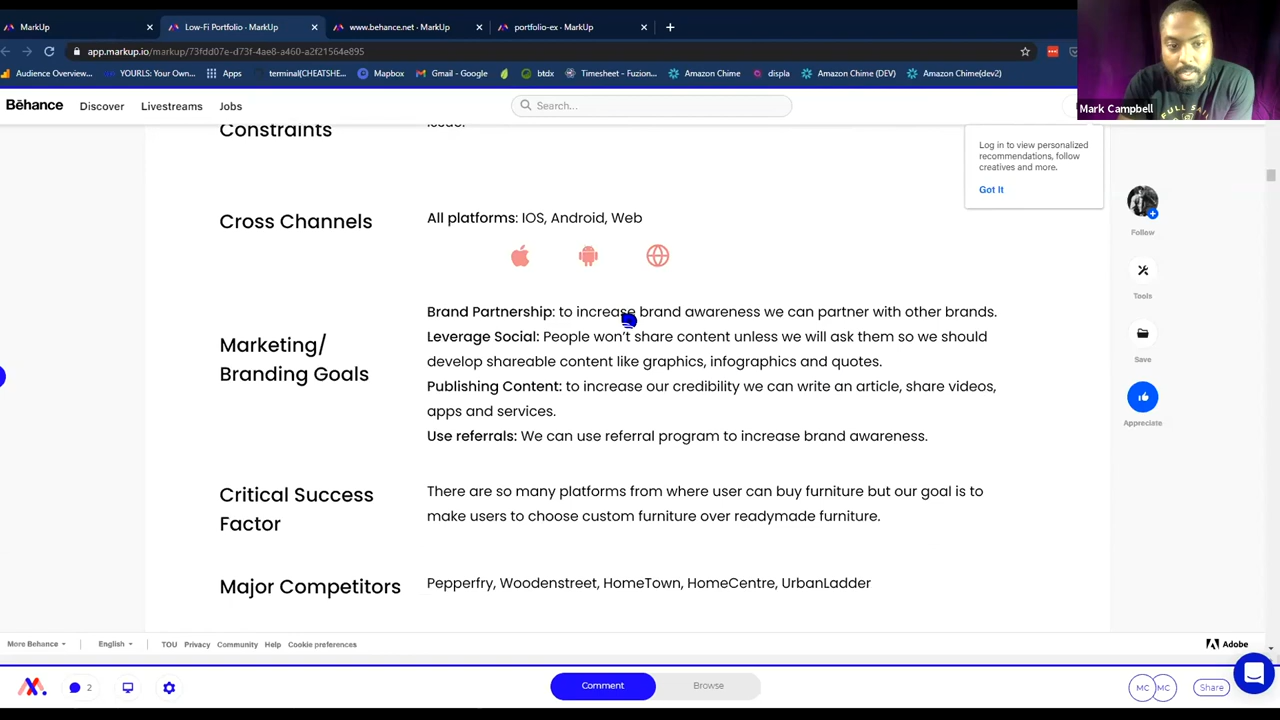 MarkUp
Low-Fi Portfolio · MarkUp
www.behance.net · MarkUp
portfolio-ex · MarkUp
app.markup.io/markup/73fdd07e-d73f-4ae8-a460-a2f21564e895
Audience Overview...
YOURLS: Your Own...
Apps
terminal(CHEATSHE...
Mapbox
Gmail - Google
btdx
Timesheet - Fuzion...
Amazon Chime
displa
Amazon Chime (DEV)
Amazon Chime(dev2)
Mark Campbell
FULL SAIL
Bēhance
Discover
Livestreams
Jobs
Search...
Constraints
Log in to view personalized
recommendations, follow
creatives and more.
Got It
Cross Channels
All platforms: IOS, Android, Web
Follow
Tools
Save
Appreciate
Marketing/
Branding Goals
Brand Partnership: to increase brand awareness we can partner with other brands.
Leverage Social: People won't share content unless we will ask them so we should
develop shareable content like graphics, infographics and quotes.
Publishing Content: to increase our credibility we can write an article, share videos,
apps and services.
Use referrals: We can use referral program to increase brand awareness.
Critical Success
Factor
There are so many platforms from where user can buy furniture but our goal is to
make users to choose custom furniture over readymade furniture.
Major Competitors
Pepperfry, Woodenstreet, HomeTown, HomeCentre, UrbanLadder
More Behance
English
TOU
Privacy
Community
Help
Cookie preferences
Adobe
2
Comment
Browse
MC
MC
Share